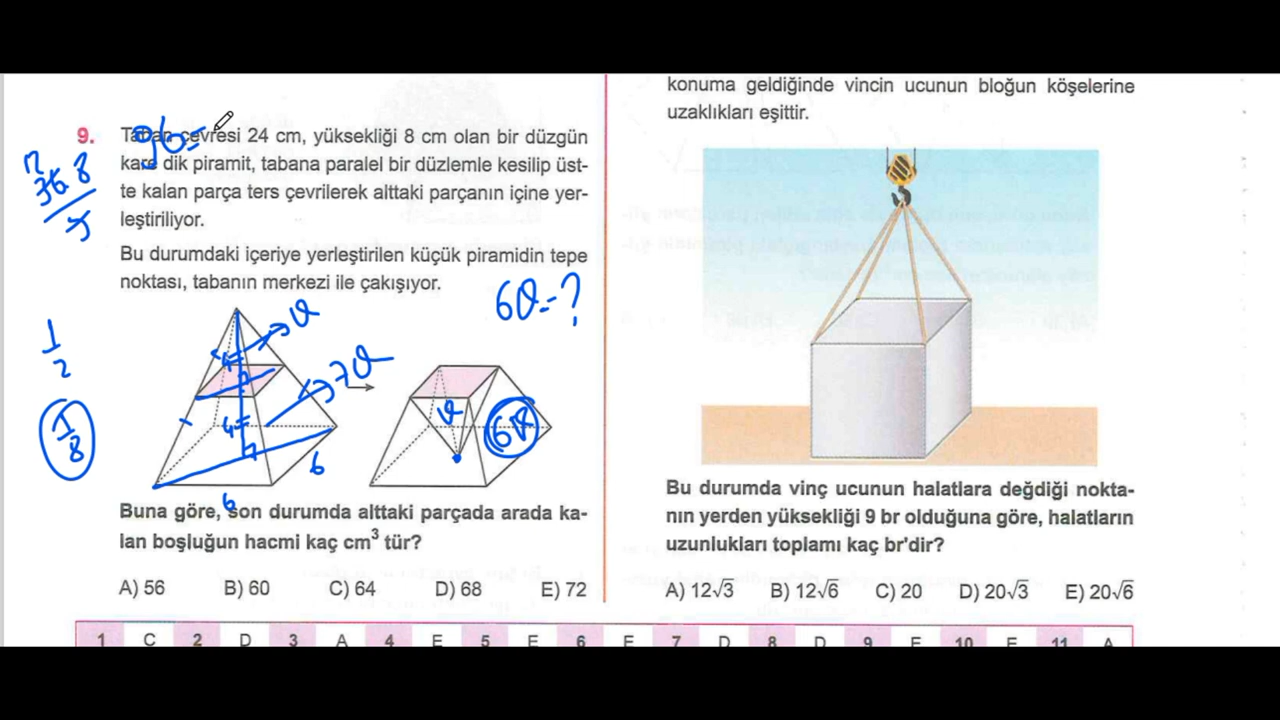 9.
Taban çevresi 24 cm, yüksekliği 8 cm olan bir düzgün
kare dik piramit, tabana paralel bir düzlemle kesilip üst-
te kalan parça ters çevrilerek alttaki parçanın içine yer-
leştiriliyor.
Bu durumdaki içeriye yerleştirilen küçük piramidin tepe
noktası, tabanın merkezi ile çakışıyor.
96=
36.8
1
2
1
8
6V=?
V
7V
4
4
6
6
V
6V
Buna göre, son durumda alttaki parçada arada ka-
lan boşluğun hacmi kaç cm³ tür?
A) 56 B) 60 C) 64 D) 68 E) 72
konuma geldiğinde vincin ucunun bloğun köşelerine
uzaklıkları eşittir.
Bu durumda vinç ucunun halatlara değdiği nokta-
nın yerden yüksekliği 9 br olduğuna göre, halatların
uzunlukları toplamı kaç br'dir?
A) 12√3 B) 12√6 C) 20 D) 20√3 E) 20√6
1 C 2 D 3 A 4 E 5 E 6 E 7 D 8 D 9 E 10 E 11 A